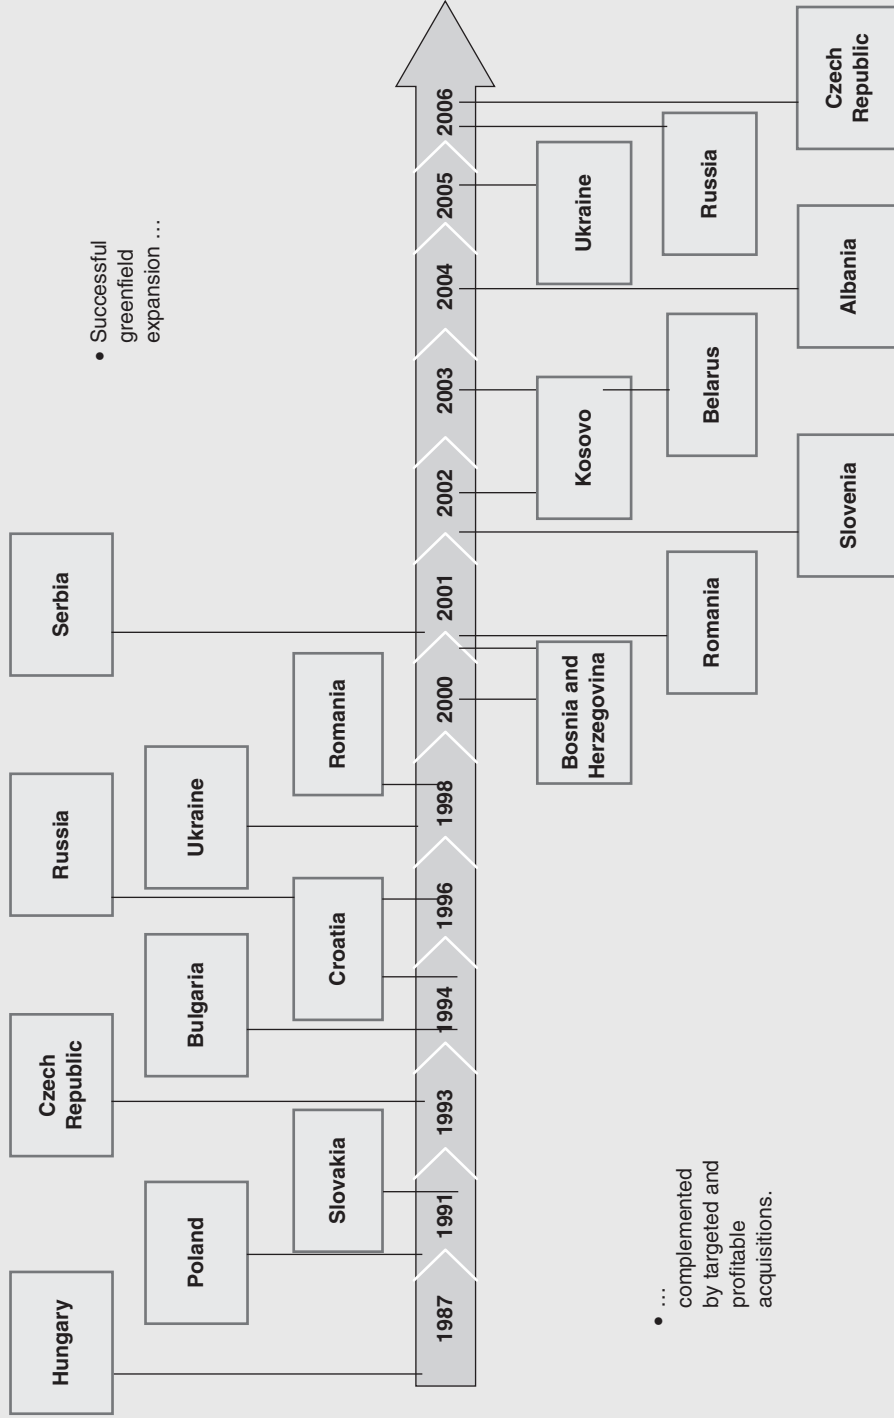 Hungary
Czech
Republic
Russia
Serbia
Poland
Bulgaria
Ukraine
• Successful
greenfield
expansion …
Slovakia
Croatia
Romania
1987
1991
1993
1994
1996
1998
2000
2001
2002
2003
2004
2005
2006
Bosnia and
Herzegovina
Kosovo
Ukraine
• …
complemented
by targeted and
profitable
acquisitions.
Romania
Belarus
Russia
Slovenia
Albania
Czech
Republic